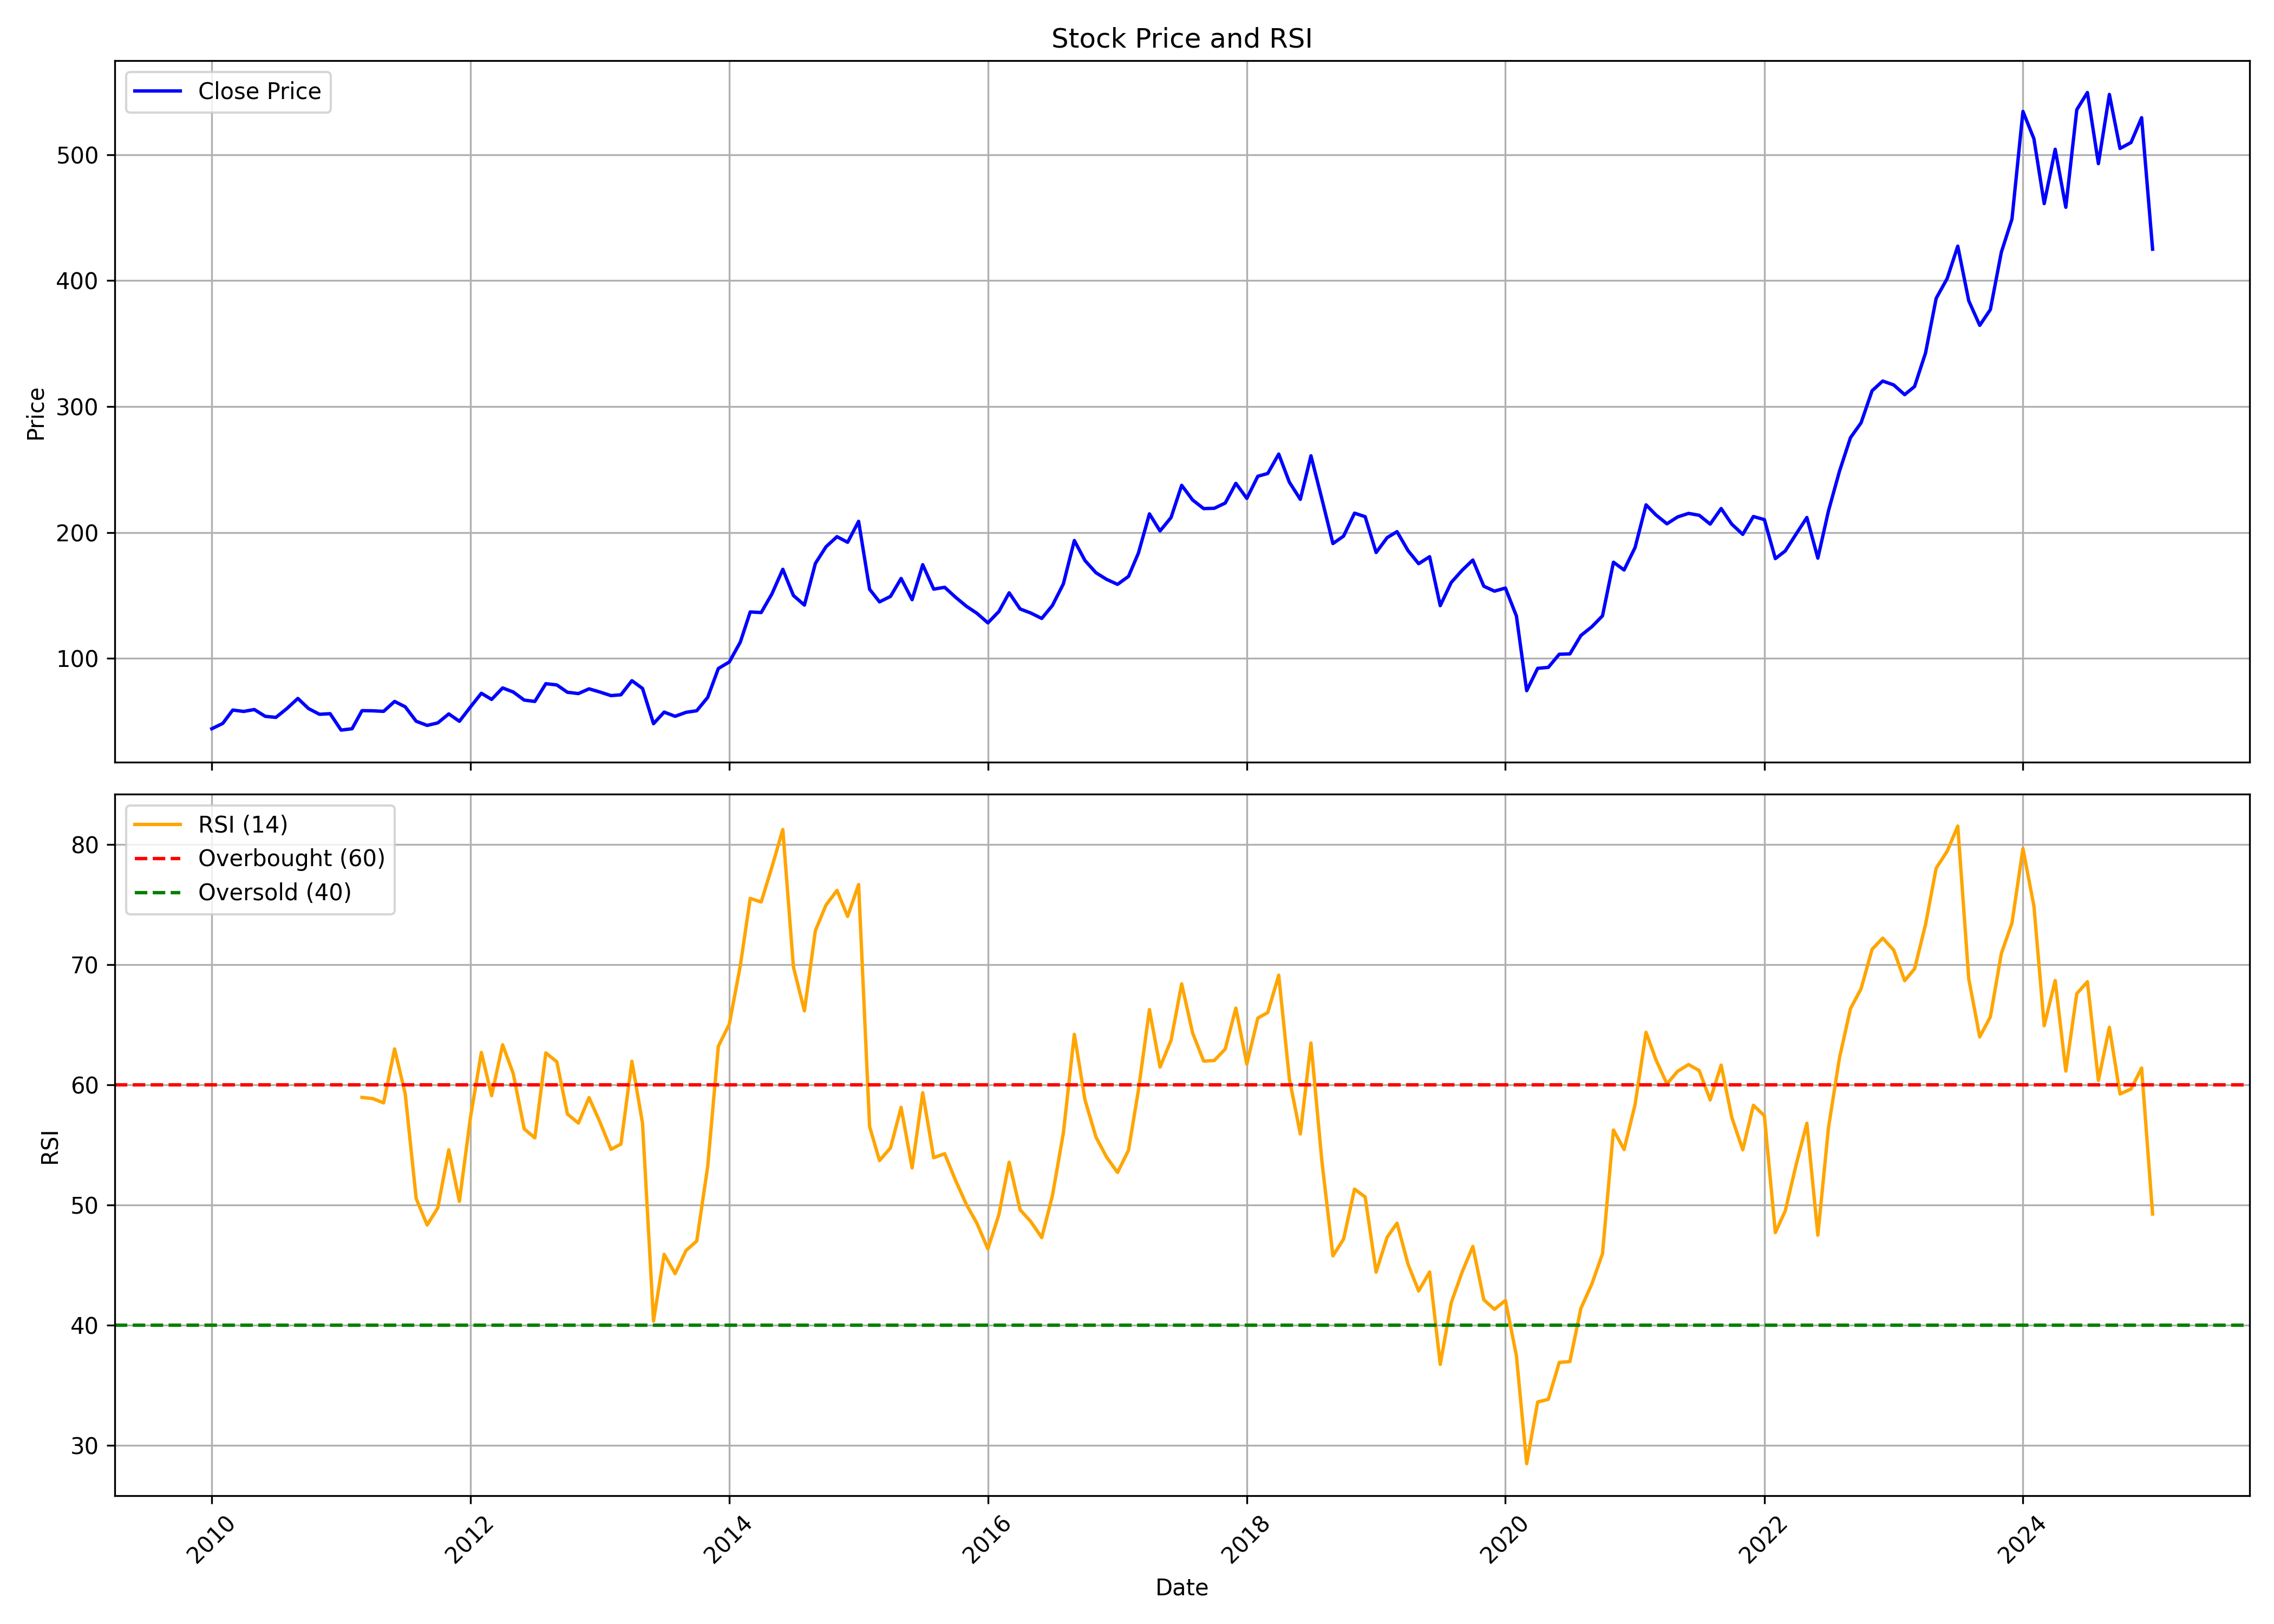 Stock Price and RSI
Close Price
500
400
300
200
100
Price
RSI (14)
Overbought (60)
Oversold (40)
80
70
60
50
40
30
RSI
2010 2012 2014 2016 2018 2020 2022 2024
Date